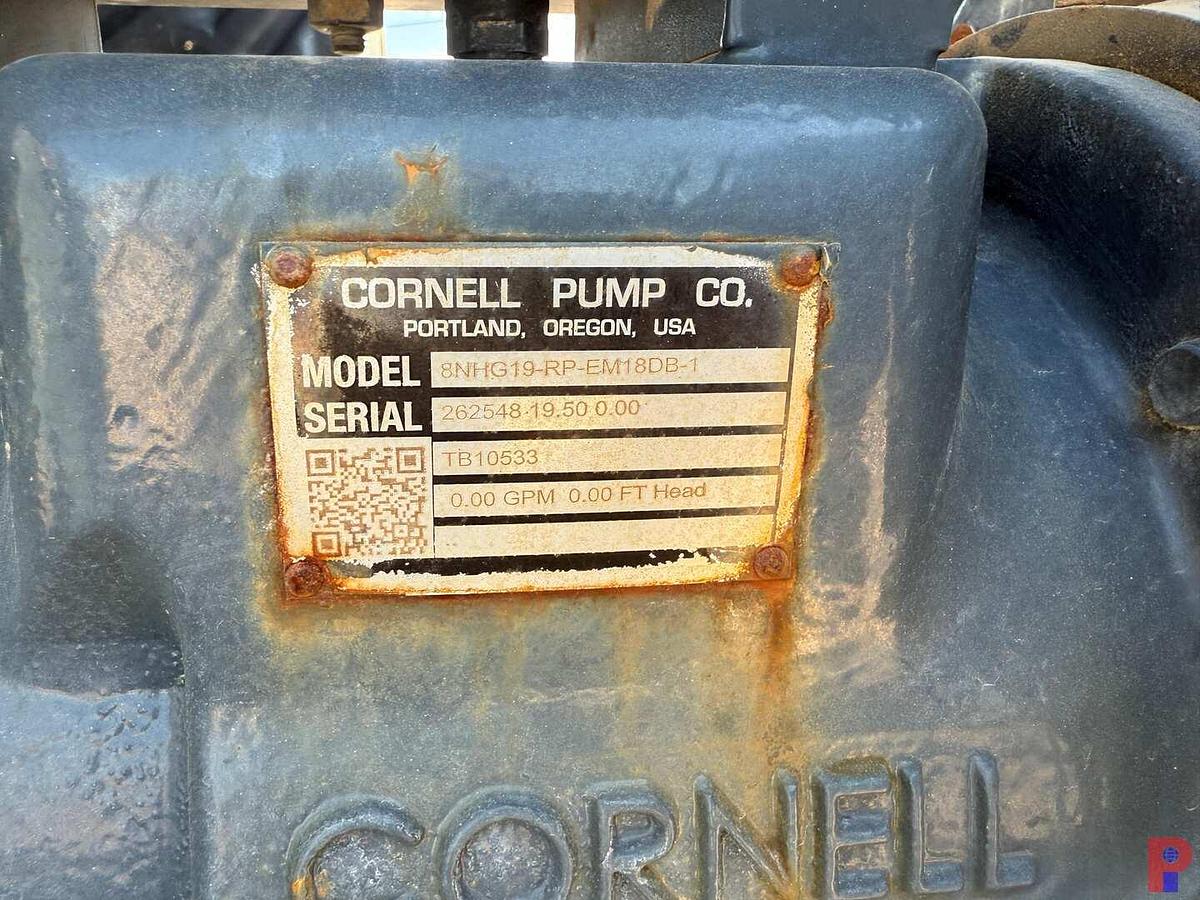 CORNELL PUMP CO.
PORTLAND, OREGON, USA
MODEL 8NHG19-RP-EM18DB-1
SERIAL 262548-19.50 0.00
TB10533
0.00 GPM 0.00 FT Head
CORNELL